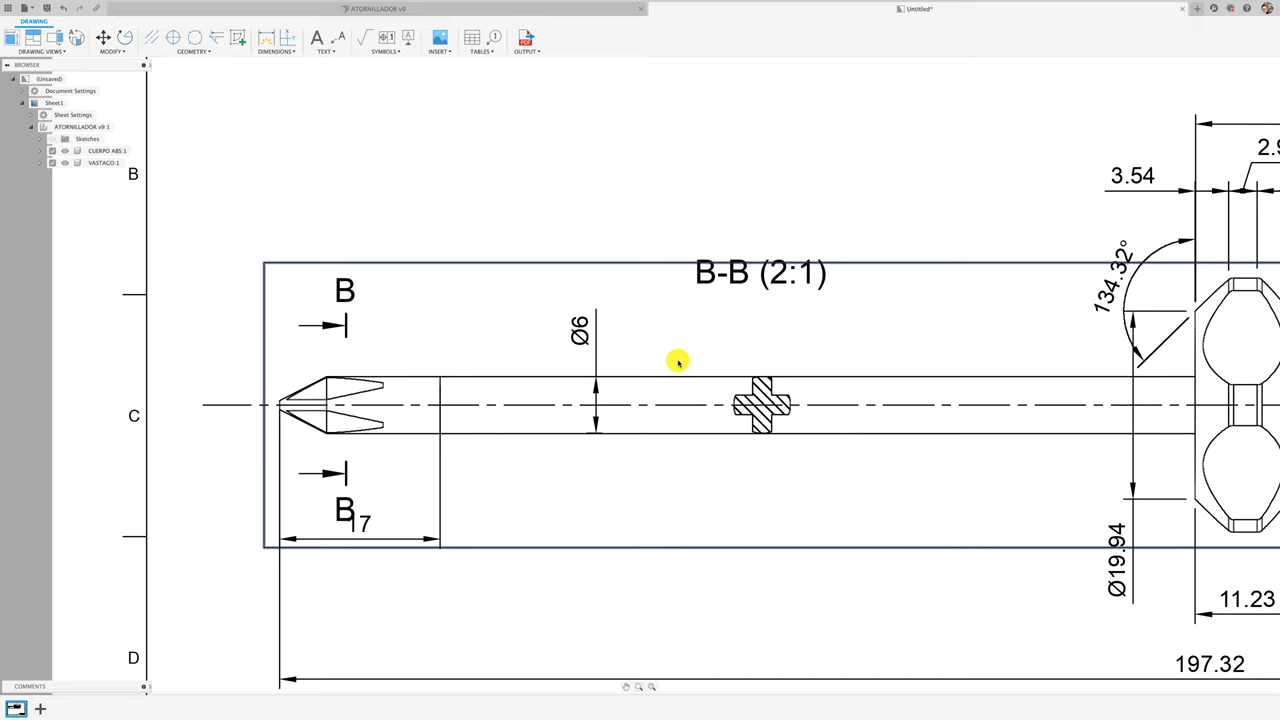 ATORNILLADOR v9
Untitled*
DRAWING
DRAWING VIEWS
MODIFY
GEOMETRY
DIMENSIONS
TEXT
SYMBOLS
INSERT
TABLES
OUTPUT
BROWSER
(Unsaved)
Document Settings
Sheet1
Sheet Settings
ATORNILLADOR v9:1
Sketches
CUERPO ABS:1
VASTAGO:1
B
2.9
3.54
134.32°
B-B (2:1)
B
Ø6
C
B
17
Ø19.94
11.23
D
197.32
COMMENTS